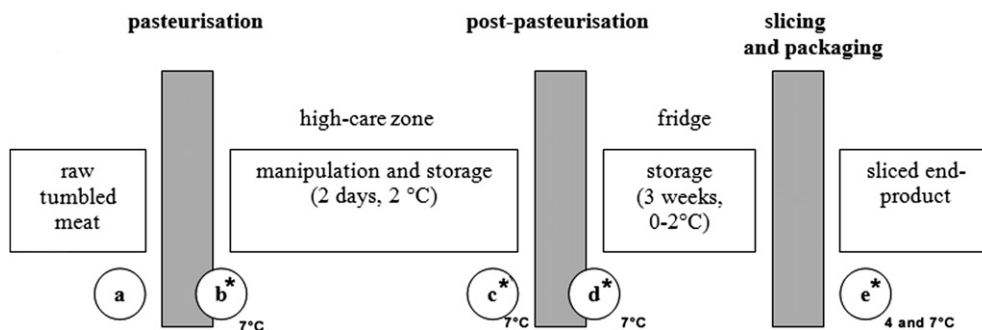 pasteurisation
post-pasteurisation
slicing
and packaging
high-care zone
fridge
raw
tumbled
meat
manipulation and storage
(2 days, 2 °C)
storage
(3 weeks,
0-2°C)
sliced end-
product
a
b*
7°C
c*
7°C
d*
7°C
e*
4 and 7°C